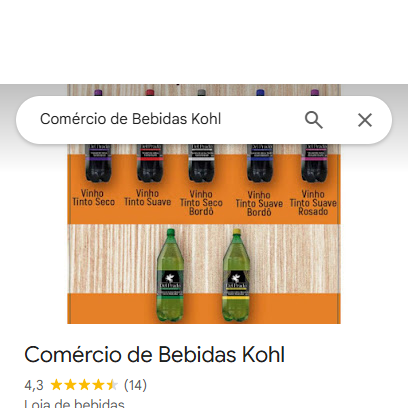 Comércio de Bebidas Kohl
Vinho Tinto Seco
Vinho Tinto Suave
Vinho Tinto Seco Bordô
Vinho Tinto Suave Bordô
Vinho Tinto Suave Rosado
Comércio de Bebidas Kohl
4,3 (14)
Loja de bebidas